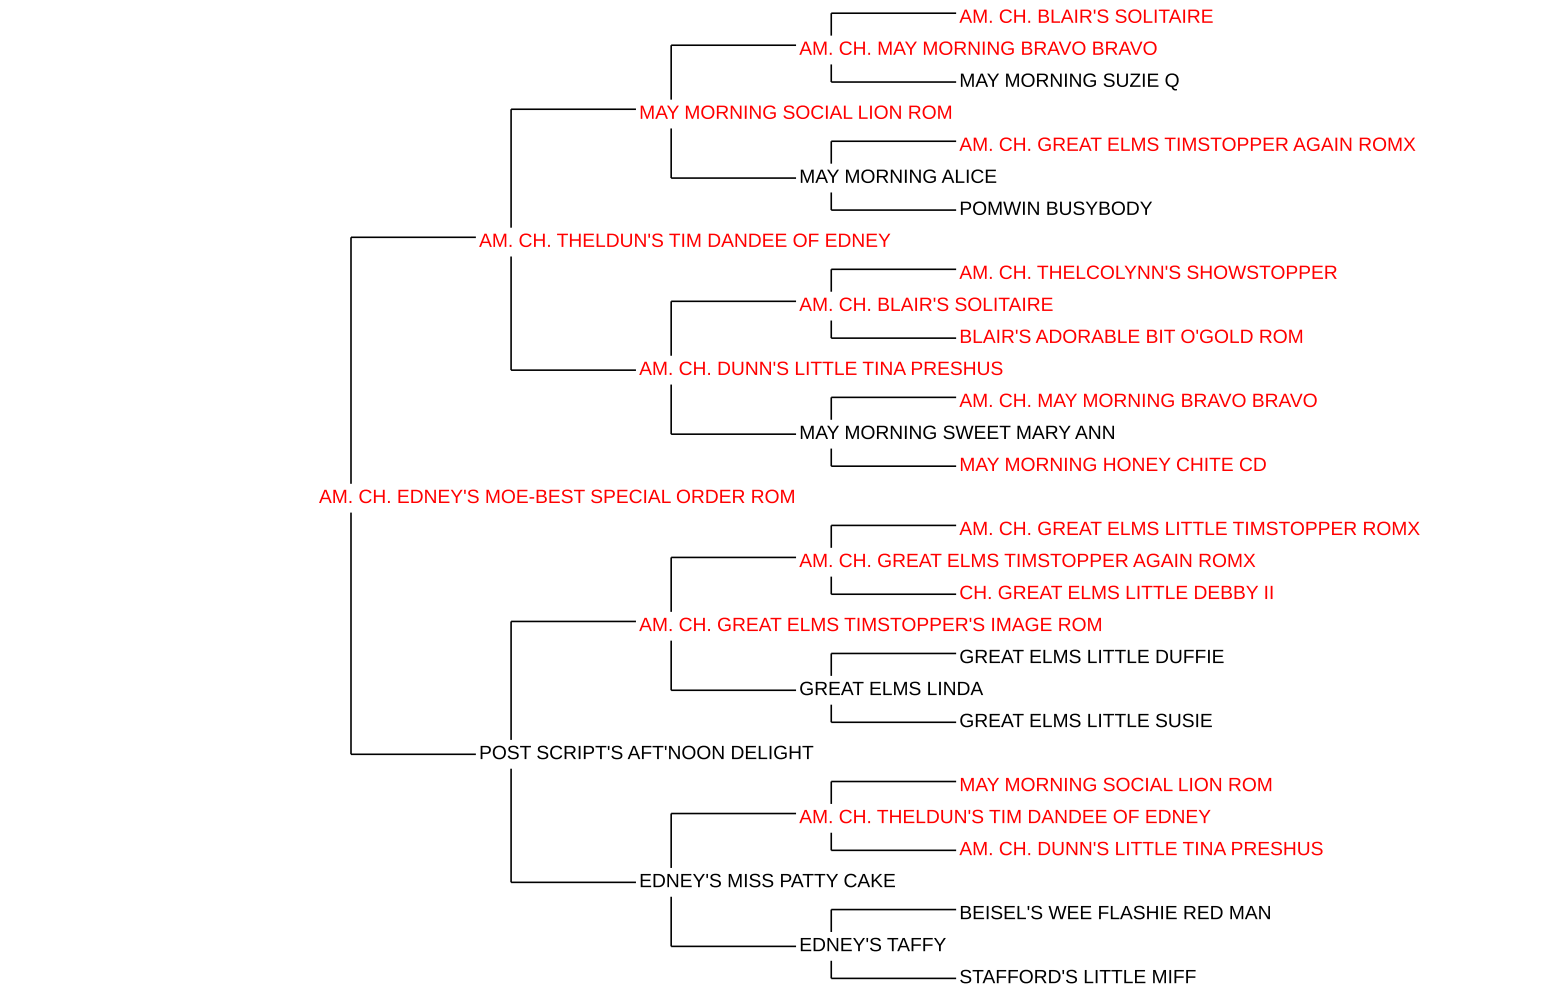 AM. CH. BLAIR'S SOLITAIRE
AM. CH. MAY MORNING BRAVO BRAVO
MAY MORNING SUZIE Q
MAY MORNING SOCIAL LION ROM
AM. CH. GREAT ELMS TIMSTOPPER AGAIN ROMX
MAY MORNING ALICE
POMWIN BUSYBODY
AM. CH. THELDUN'S TIM DANDEE OF EDNEY
AM. CH. THELCOLYNN'S SHOWSTOPPER
AM. CH. BLAIR'S SOLITAIRE
BLAIR'S ADORABLE BIT O'GOLD ROM
AM. CH. DUNN'S LITTLE TINA PRESHUS
AM. CH. MAY MORNING BRAVO BRAVO
MAY MORNING SWEET MARY ANN
MAY MORNING HONEY CHITE CD
AM. CH. EDNEY'S MOE-BEST SPECIAL ORDER ROM
AM. CH. GREAT ELMS LITTLE TIMSTOPPER ROMX
AM. CH. GREAT ELMS TIMSTOPPER AGAIN ROMX
CH. GREAT ELMS LITTLE DEBBY II
AM. CH. GREAT ELMS TIMSTOPPER'S IMAGE ROM
GREAT ELMS LITTLE DUFFIE
GREAT ELMS LINDA
GREAT ELMS LITTLE SUSIE
POST SCRIPT'S AFT'NOON DELIGHT
MAY MORNING SOCIAL LION ROM
AM. CH. THELDUN'S TIM DANDEE OF EDNEY
AM. CH. DUNN'S LITTLE TINA PRESHUS
EDNEY'S MISS PATTY CAKE
BEISEL'S WEE FLASHIE RED MAN
EDNEY'S TAFFY
STAFFORD'S LITTLE MIFF